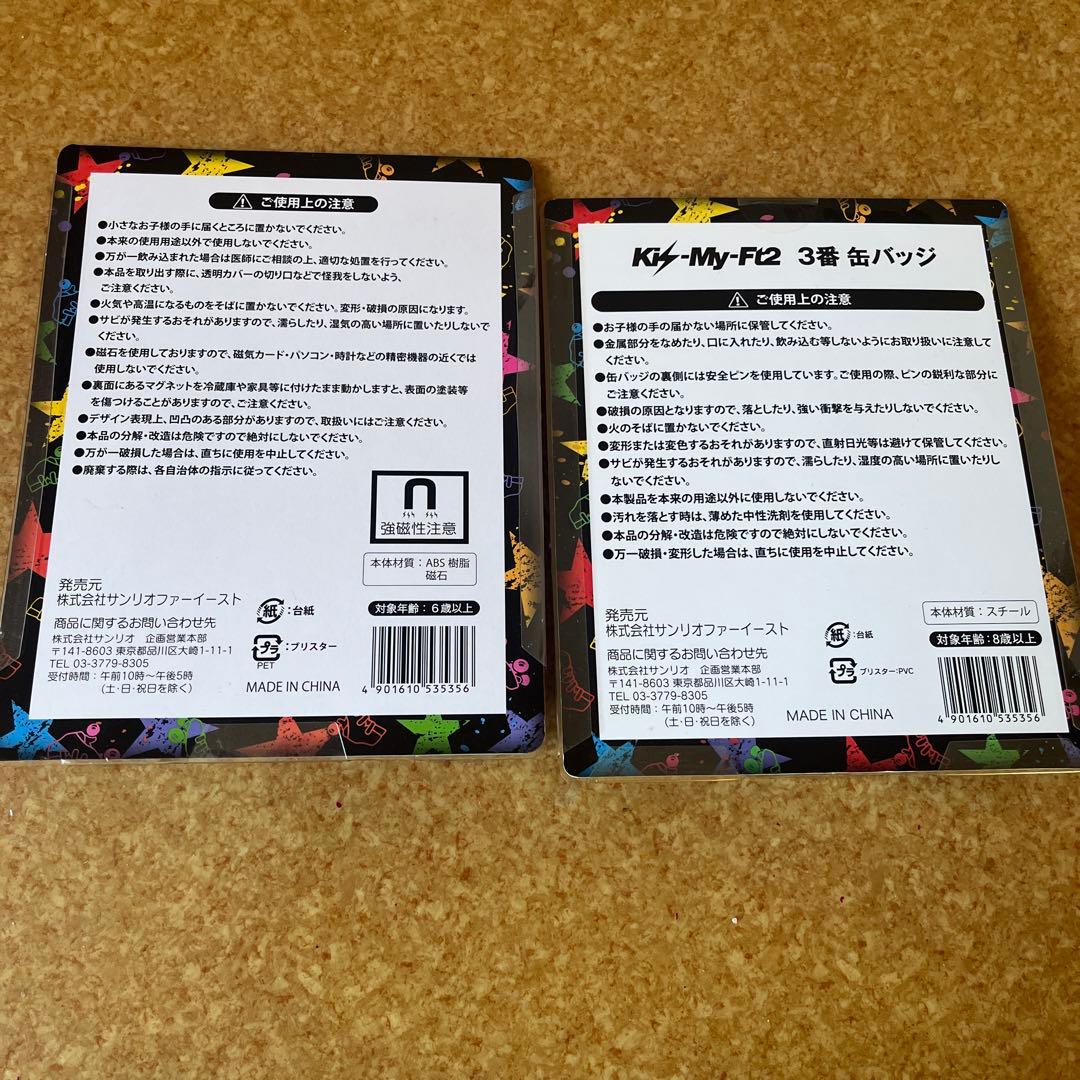 ご使用上の注意
●小さなお子様の手に届くところに置かないでください。
●本来の使用用途以外で使用しないでください。
●万が一飲み込まれた場合は医師にご相談の上、適切な処置を行ってください。
●本品を取り出す際に、透明カバーの切り口などで怪我をしないよう、
ご注意ください。
●火気や高温になるものをそばに置かないでください。変形・破損の原因になります。
●サビが発生するおそれがありますので、濡らしたり、湿気の高い場所に置いたりしないで
ください。
●磁石を使用しておりますので、磁気カード・パソコン・時計などの精密機器の近くでは
使用しないでください。
●裏面にあるマグネットを冷蔵庫や家具等に付けたまま動かしますと、表面の塗装等
を傷つけることがありますので、ご注意ください。
●デザイン表現上、凹凸のある部分がありますので、取扱いにはご注意ください。
●本品の分解・改造は危険ですので絶対にしないでください。
●万が一破損した場合は、直ちに使用を中止してください。
●廃棄する際は、各自治体の指示に従ってください。
強磁性注意
本体材質：ABS 樹脂
磁石
発売元
株式会社サンリオファーイースト
商品に関するお問い合わせ先
株式会社サンリオ 企画営業本部
〒141-8603 東京都品川区大崎1-11-1
TEL 03-3779-8305
受付時間：午前10時～午後5時
(土・日・祝日を除く)
紙：台紙
プラ：ブリスター
PET
MADE IN CHINA
対象年齢：6歳以上
4 901610 535356
Kis-My-Ft2 3番 缶バッジ
ご使用上の注意
●お子様の手の届かない場所に保管してください。
●金属部分をなめたり、口に入れたり、飲み込む等しないようにお取り扱いに注意して
ください。
●缶バッジの裏側には安全ピンを使用しています。ご使用の際、ピンの鋭利な部分に
ご注意ください。
●破損の原因となりますので、落としたり、強い衝撃を与えたりしないでください。
●火のそばに置かないでください。
●変形または変色するおそれがありますので、直射日光等は避けて保管してください。
●サビが発生するおそれがありますので、濡らしたり、湿度の高い場所に置いたりし
ないでください。
●本製品を本来の用途以外に使用しないでください。
●汚れを落とす時は、薄めた中性洗剤を使用してください。
●本品の分解・改造は危険ですので絶対にしないでください。
●万一破損・変形した場合は、直ちに使用を中止してください。
発売元
株式会社サンリオファーイースト
商品に関するお問い合わせ先
株式会社サンリオ 企画営業本部
〒141-8603 東京都品川区大崎1-11-1
TEL 03-3779-8305
受付時間：午前10時～午後5時
(土・日・祝日を除く)
紙：台紙
プラ：ブリスター：PVC
MADE IN CHINA
本体材質：スチール
対象年齢：8歳以上
4 901610 535356